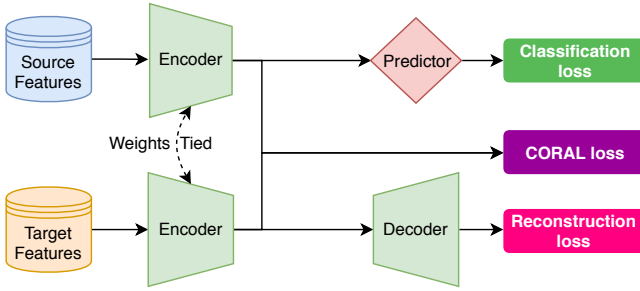 Source
Features
Encoder
Predictor
Classification
loss
Weights Tied
CORAL loss
Target
Features
Encoder
Decoder
Reconstruction
loss